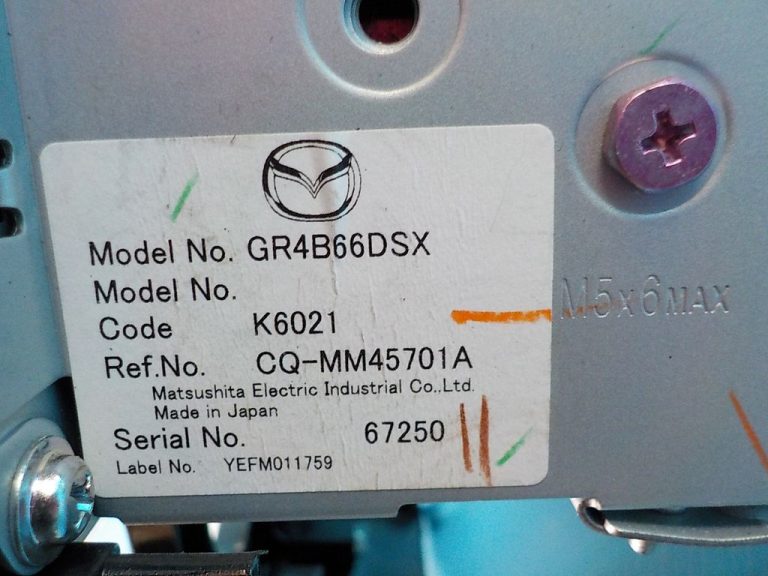 Model No. GR4B66DSX
Model No.
Code K6021
Ref.No. CQ-MM45701A
Matsushita Electric Industrial Co.,Ltd.
Made in Japan
Serial No. 67250
Label No. YEFM011759
M5x6MAX